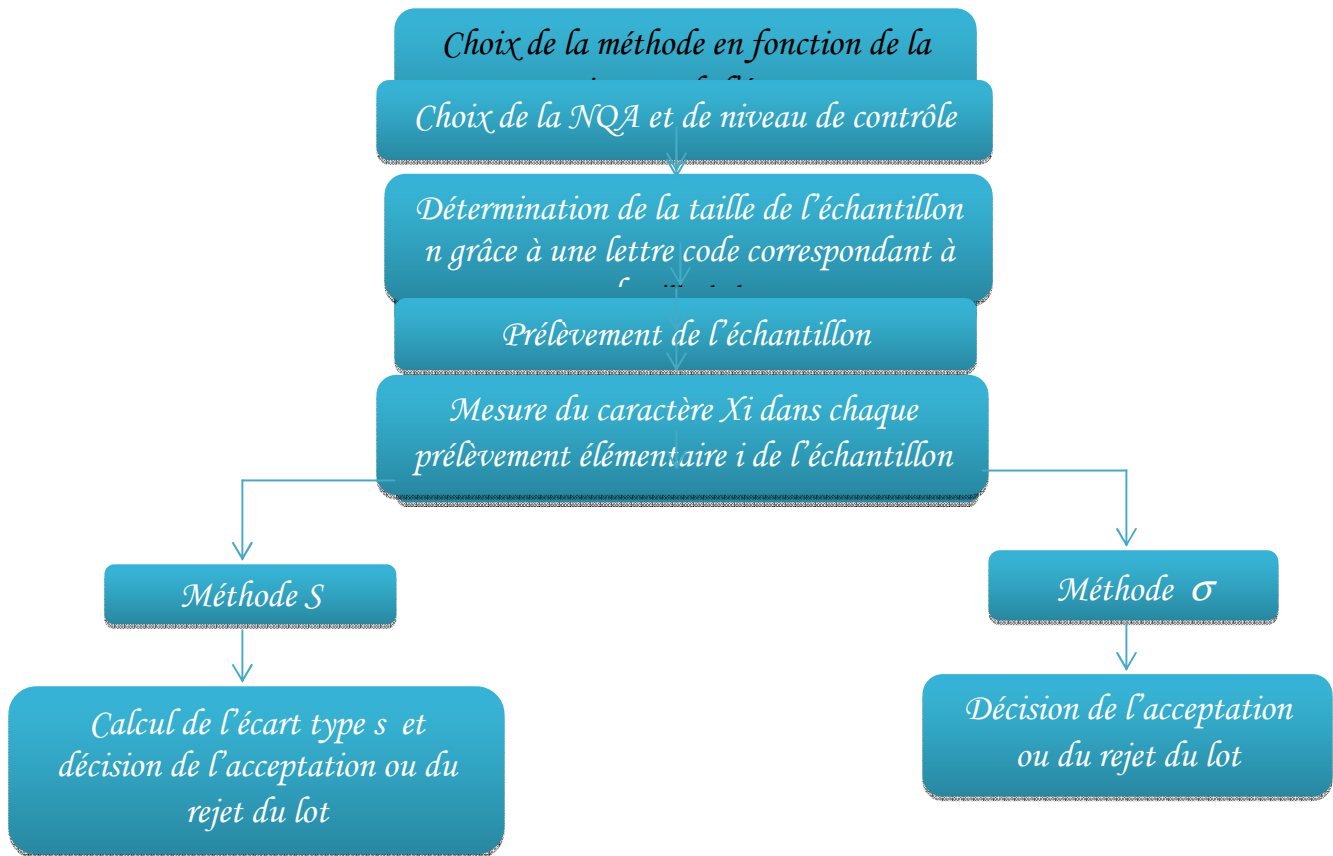 Choix de la méthode en fonction de la
Choix de la NQA et de niveau de contrôle
Détermination de la taille de l'échantillon
n grâce à une lettre code correspondant à
Prélèvement de l'échantillon
Mesure du caractère Xi dans chaque
prélèvement élémentaire i de l'échantillon
Méthode S
Méthode σ
Calcul de l'écart type s et
décision de l'acceptation ou du
rejet du lot
Décision de l'acceptation
ou du rejet du lot